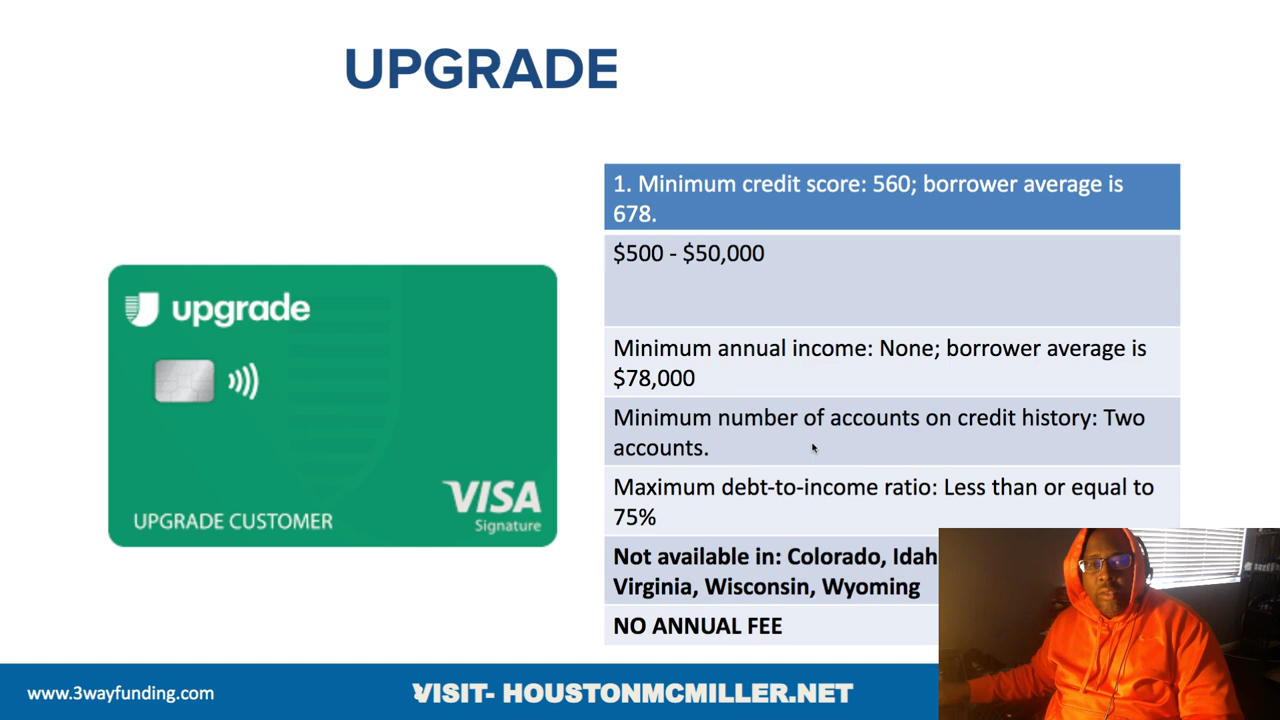 UPGRADE
1. Minimum credit score: 560; borrower average is
678.
$500 - $50,000
Minimum annual income: None; borrower average is
$78,000
Minimum number of accounts on credit history: Two
accounts.
Maximum debt-to-income ratio: Less than or equal to
75%
Not available in: Colorado, Idah
Virginia, Wisconsin, Wyoming
NO ANNUAL FEE
upgrade
VISA
Signature
UPGRADE CUSTOMER
www.3wayfunding.com
VISIT- HOUSTONMCMILLER.NET